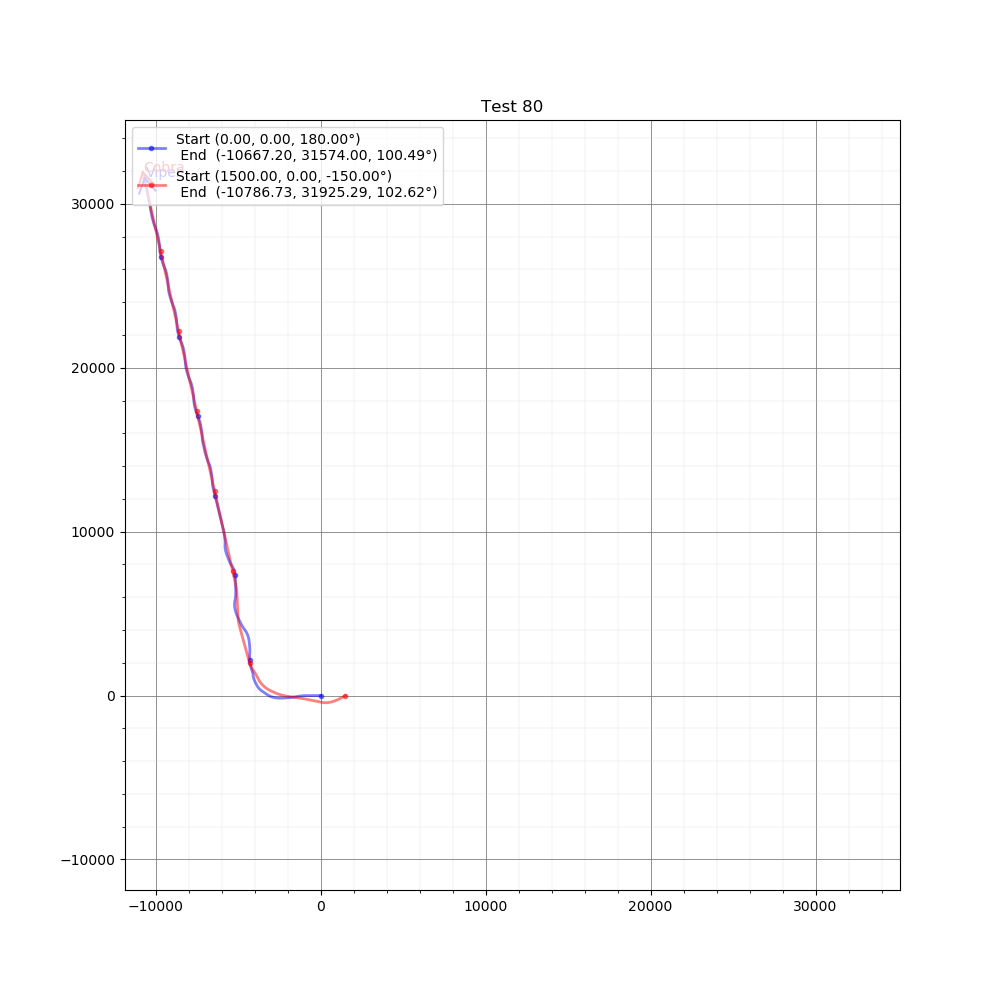 Test 80
Start (0.00, 0.00, 180.00°)
End (-10667.20, 31574.00, 100.49°)
Start (1500.00, 0.00, -150.00°)
End (-10786.73, 31925.29, 102.62°)
Cobra
Viper
30000
20000
10000
0
−10000
−10000 0 10000 20000 30000